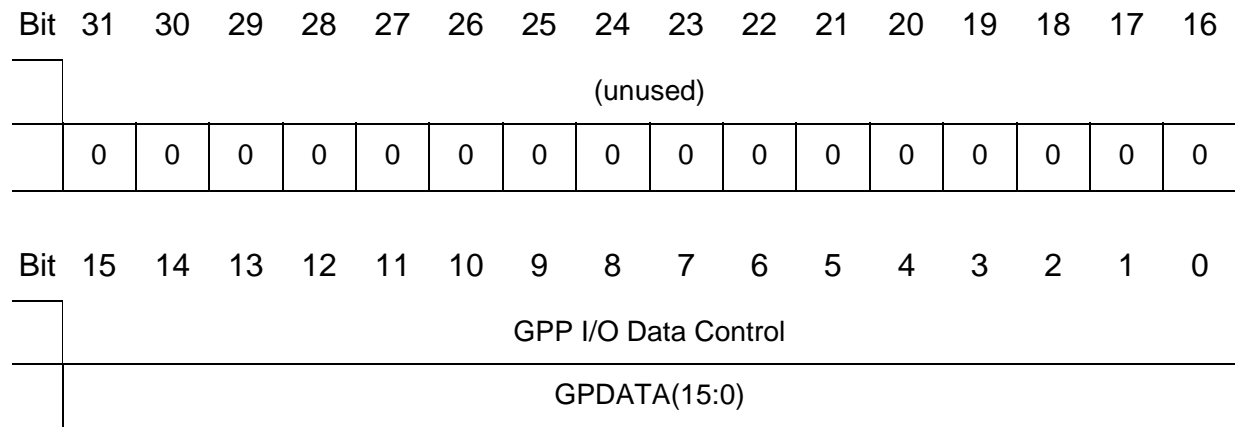 Bit 31 30 29 28 27 26 25 24 23 22 21 20 19 18 17 16
(unused)
0 0 0 0 0 0 0 0 0 0 0 0 0 0 0 0
Bit 15 14 13 12 11 10 9 8 7 6 5 4 3 2 1 0
GPP I/O Data Control
GPDATA(15:0)